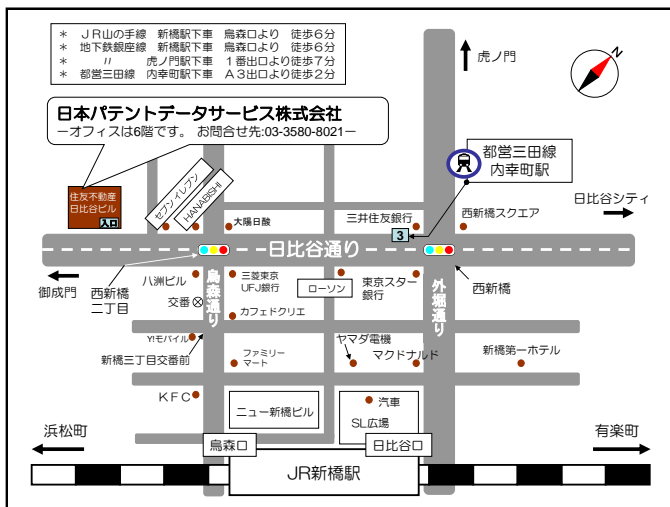 ＊ ＪＲ山の手線 新橋駅下車 烏森口より 徒歩６分
＊ 地下鉄銀座線 新橋駅下車 烏森口より 徒歩６分
＊ 〃 虎ノ門駅下車 １番出口より徒歩７分
＊ 都営三田線 内幸町駅下車 Ａ３出口より徒歩２分
虎ノ門
N
日本パテントデータサービス株式会社
－オフィスは6階です。 お問合せ先:03-3580-8021－
都営三田線
内幸町駅
住友不動産
日比谷ビル
入口
セブンイレブン
HANABISHI
大陽日酸
三井住友銀行
西新橋スクエア
日比谷シティ
3
日比谷通り
御成門
西新橋
二丁目
八洲ビル
交番
烏森通り
三菱東京
UFJ銀行
ローソン
東京スター
銀行
外堀通り
西新橋
カフェドクリエ
Y!モバイル
新橋三丁目交番前
ファミリー
マート
ヤマダ電機
マクドナルド
新橋第一ホテル
ＫＦＣ
ニュー新橋ビル
汽車
SL広場
浜松町
烏森口
日比谷口
有楽町
JR新橋駅